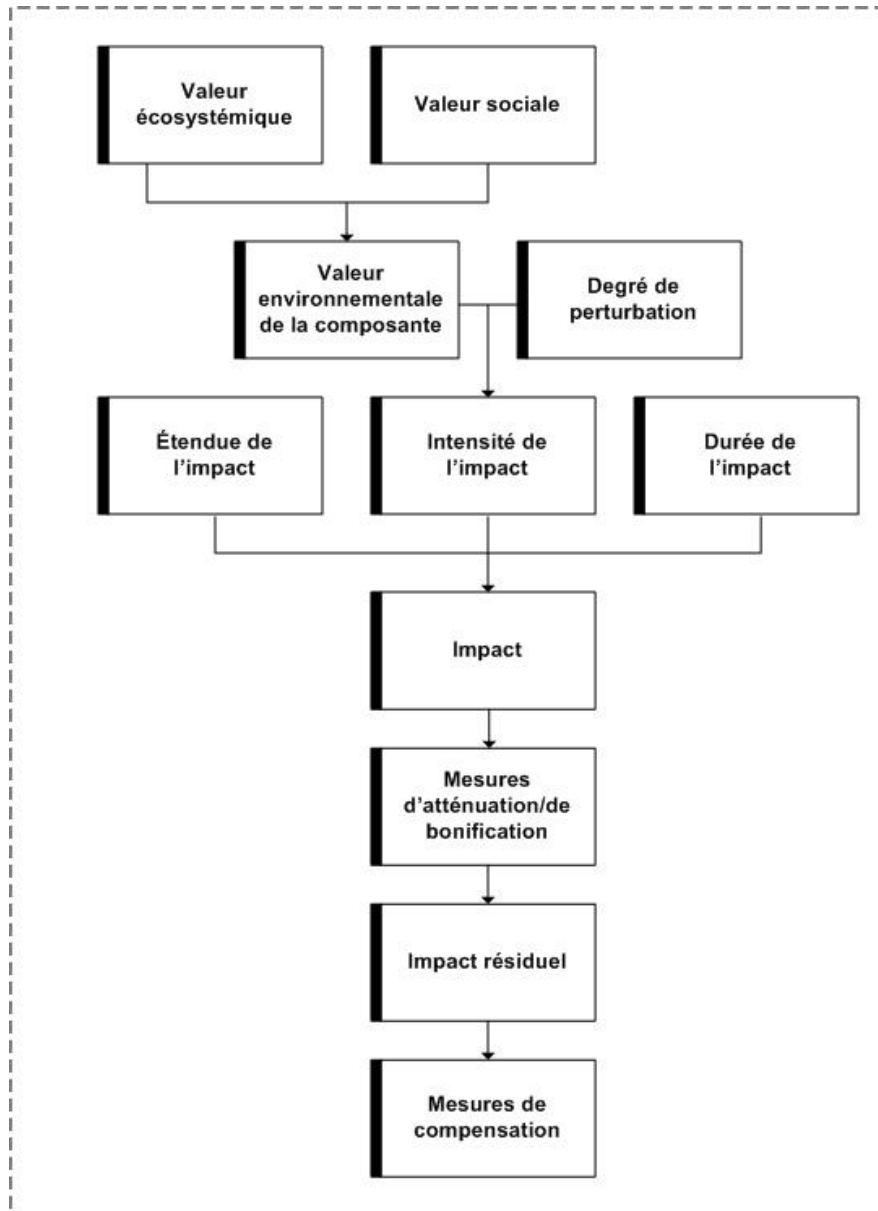 Valeur
écosystémique
Valeur sociale
Valeur
environnementale
de la composante
Degré de
perturbation
Étendue de
l’impact
Intensité de
l’impact
Durée de
l’impact
Impact
Mesures
d’atténuation/de
bonification
Impact résiduel
Mesures de
compensation